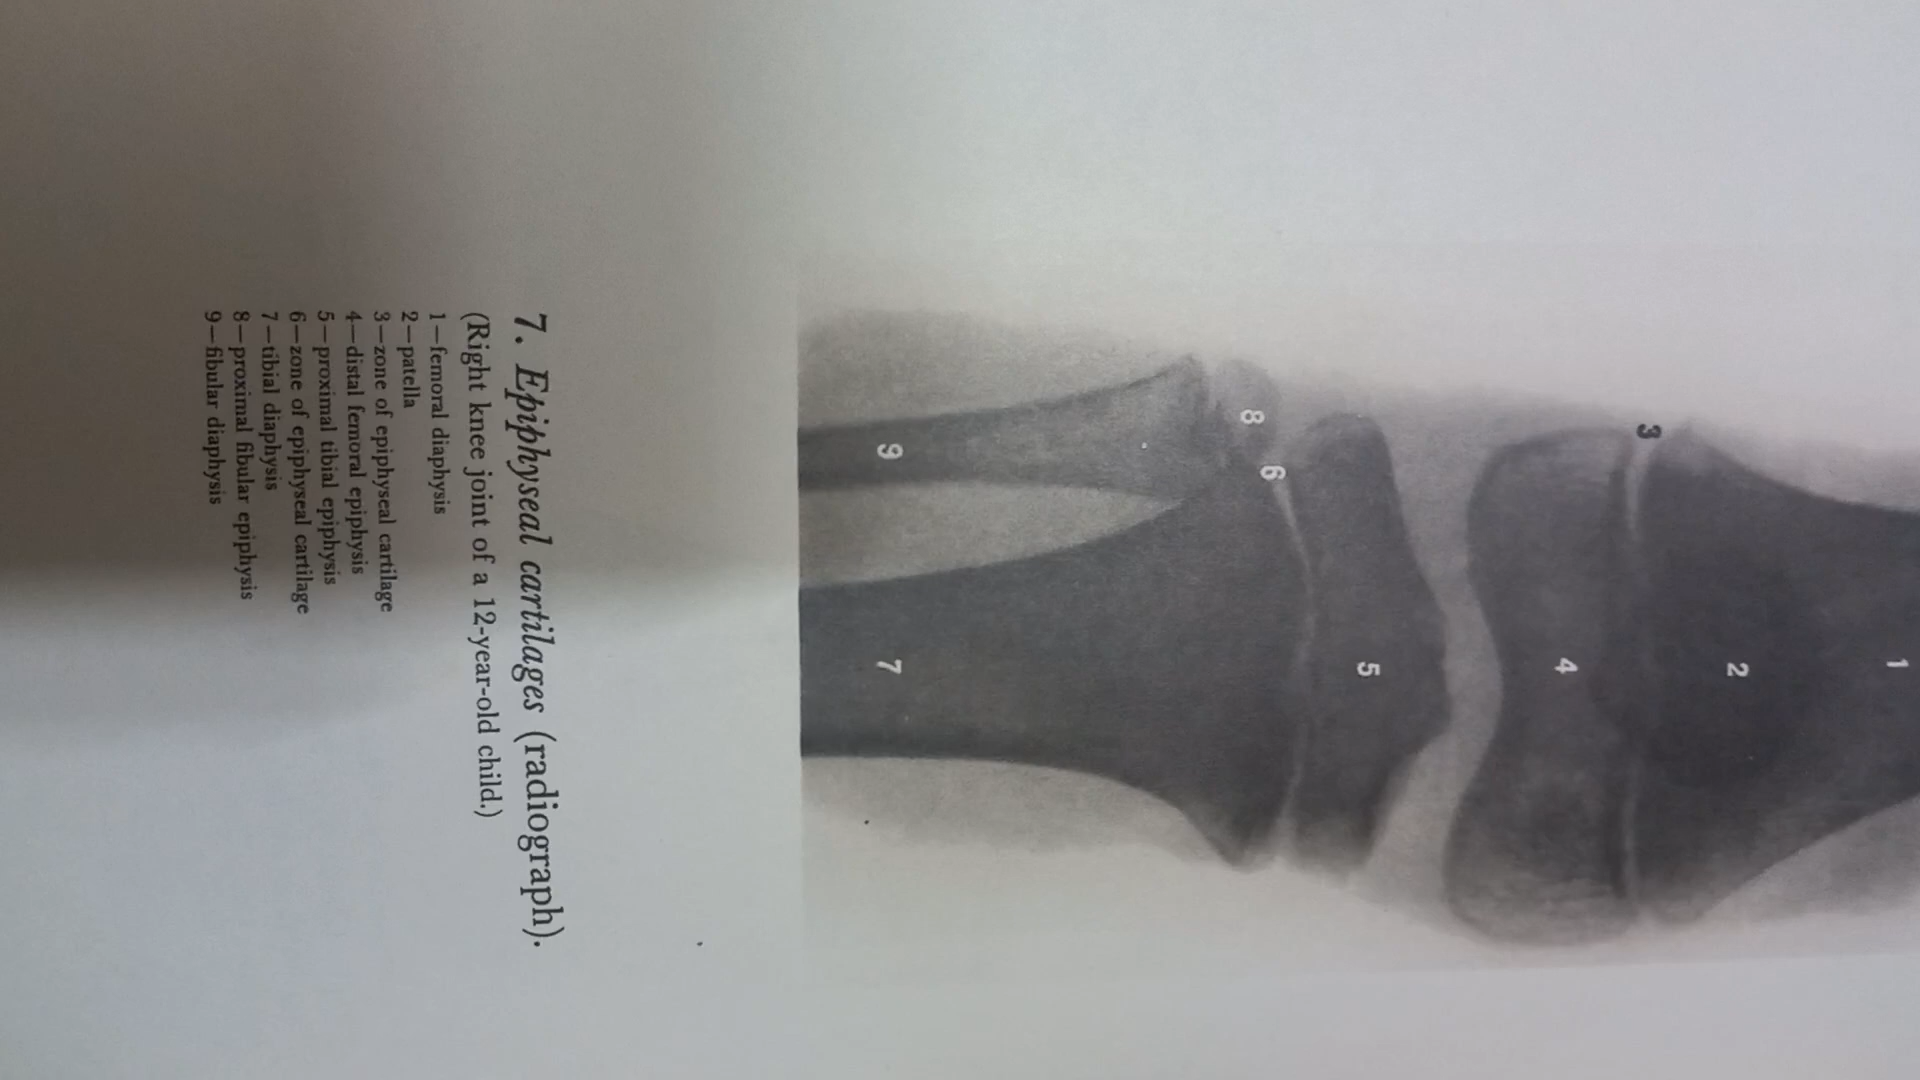 1
2
3
4
5
6
8
7
9
7. Epiphyseal cartilages (radiograph).
(Right knee joint of a 12-year-old child.)
1—femoral diaphysis
2—patella
3—zone of epiphyseal cartilage
4—distal femoral epiphysis
5—proximal tibial epiphysis
6—zone of epiphyseal cartilage
7—tibial diaphysis
8—proximal fibular epiphysis
9—fibular diaphysis